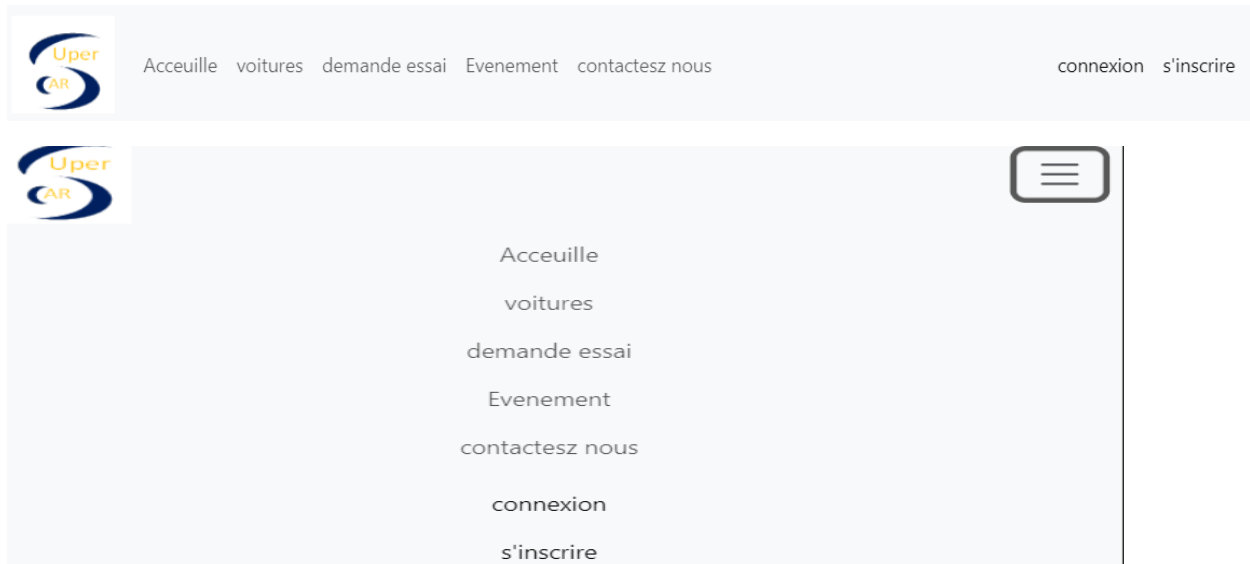 Uper
AR
Acceuille voitures demande essai Evenement contactesz nous connexion s'inscrire
Uper
AR
Acceuille
voitures
demande essai
Evenement
contactesz nous
connexion
s'inscrire